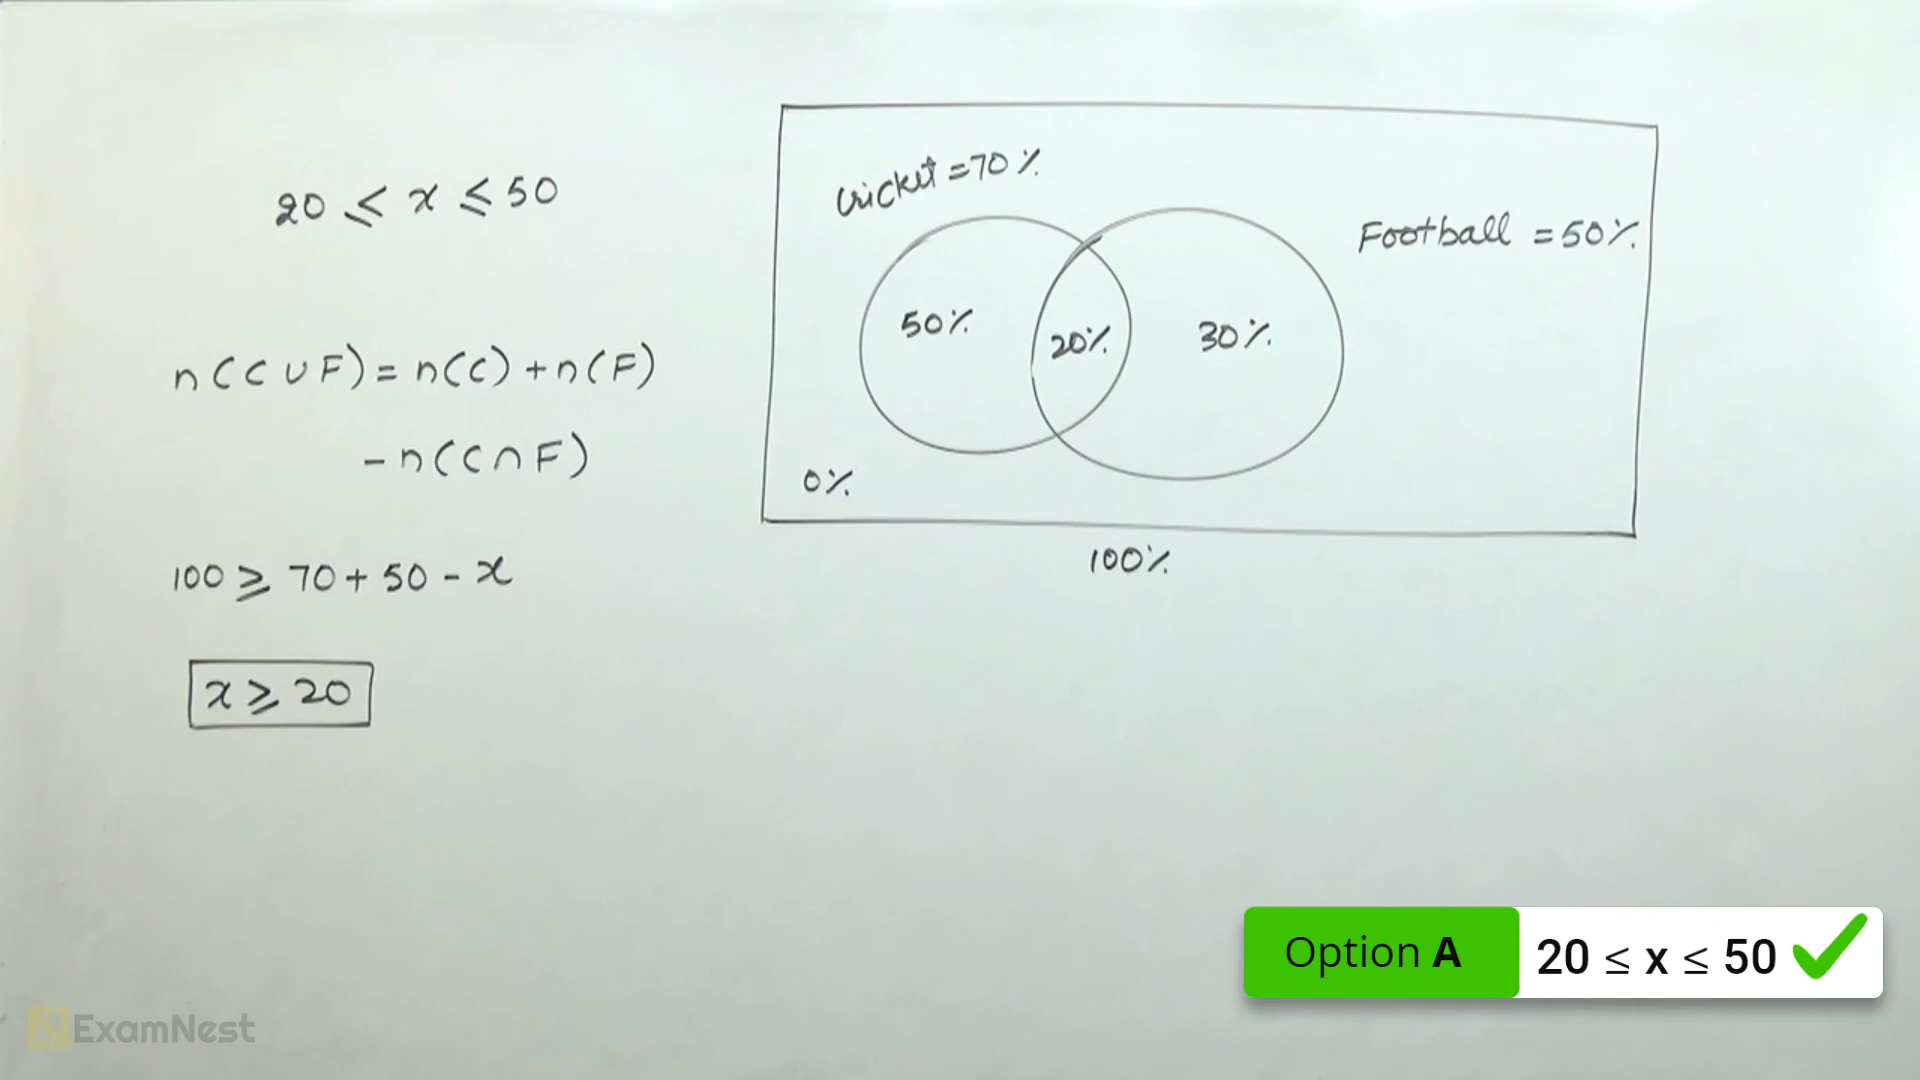 20 ≤ x ≤ 50
n(C ∪ F) = n(C) + n(F)
- n(C ∩ F)
100 ≥ 70 + 50 - x
x ≥ 20
Cricket = 70%
Football = 50%
50%
20%
30%
0%
100%
Option A 20 ≤ x ≤ 50
ExamNest